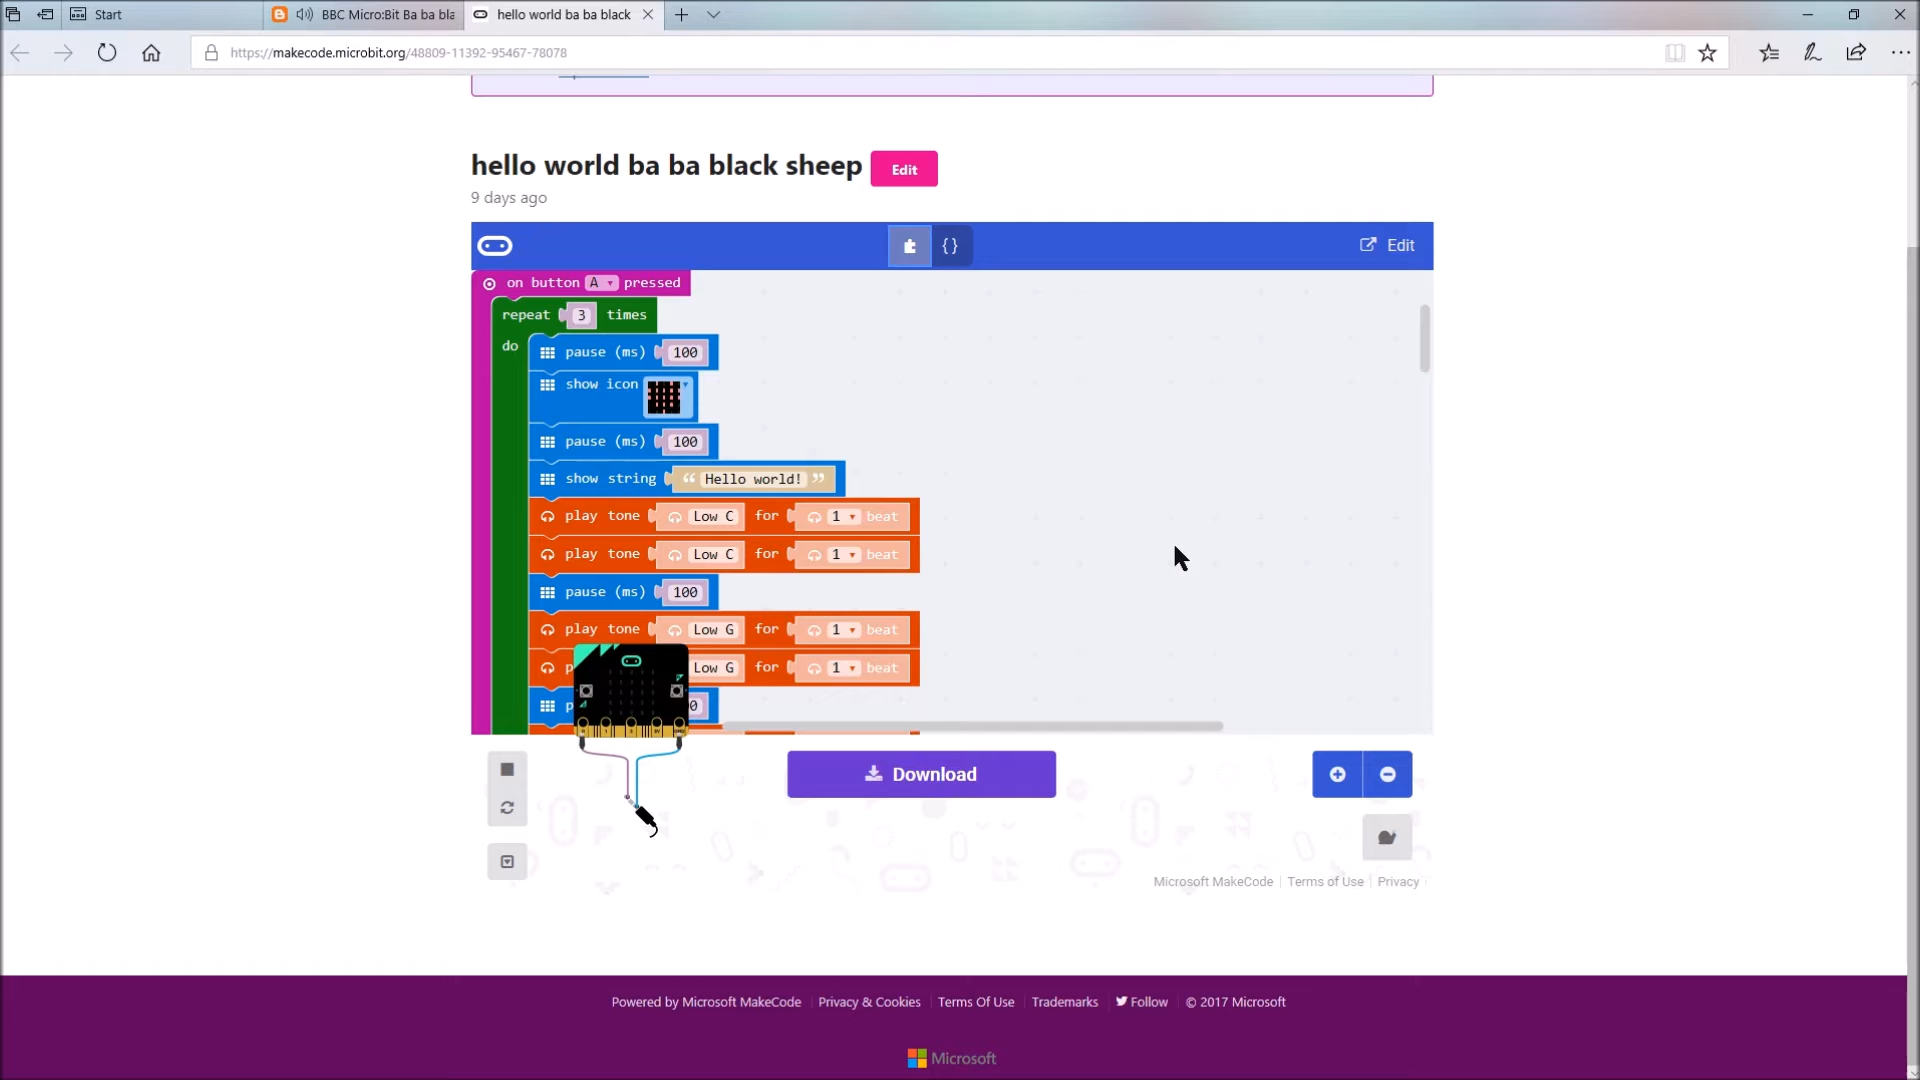 Start
BBC Micro:Bit Ba ba bla
hello world ba ba black
https://makecode.microbit.org/48809-11392-95467-78078
hello world ba ba black sheep
Edit
9 days ago
{}
Edit
on button A pressed
repeat 3 times
do
pause (ms) 100
show icon
pause (ms) 100
show string “ Hello world! ”
play tone Low C for 1 beat
play tone Low C for 1 beat
pause (ms) 100
play tone Low G for 1 beat
Low G for 1 beat
Download
Microsoft MakeCode | Terms of Use | Privacy
Powered by Microsoft MakeCode
Privacy & Cookies
Terms Of Use
Trademarks
Follow
© 2017 Microsoft
Microsoft